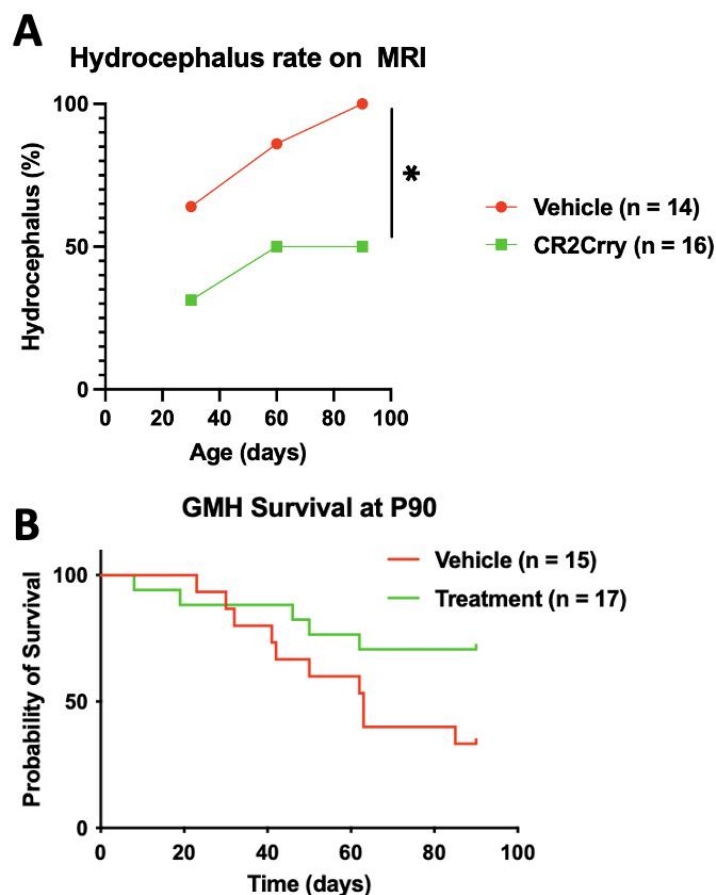 A
Hydrocephalus rate on MRI
Hydrocephalus (%)
100
50
0
0 20 40 60 80 100
Age (days)
*
Vehicle (n = 14)
CR2Crry (n = 16)
B
GMH Survival at P90
Probability of Survival
100
50
0
0 20 40 60 80 100
Time (days)
Vehicle (n = 15)
Treatment (n = 17)